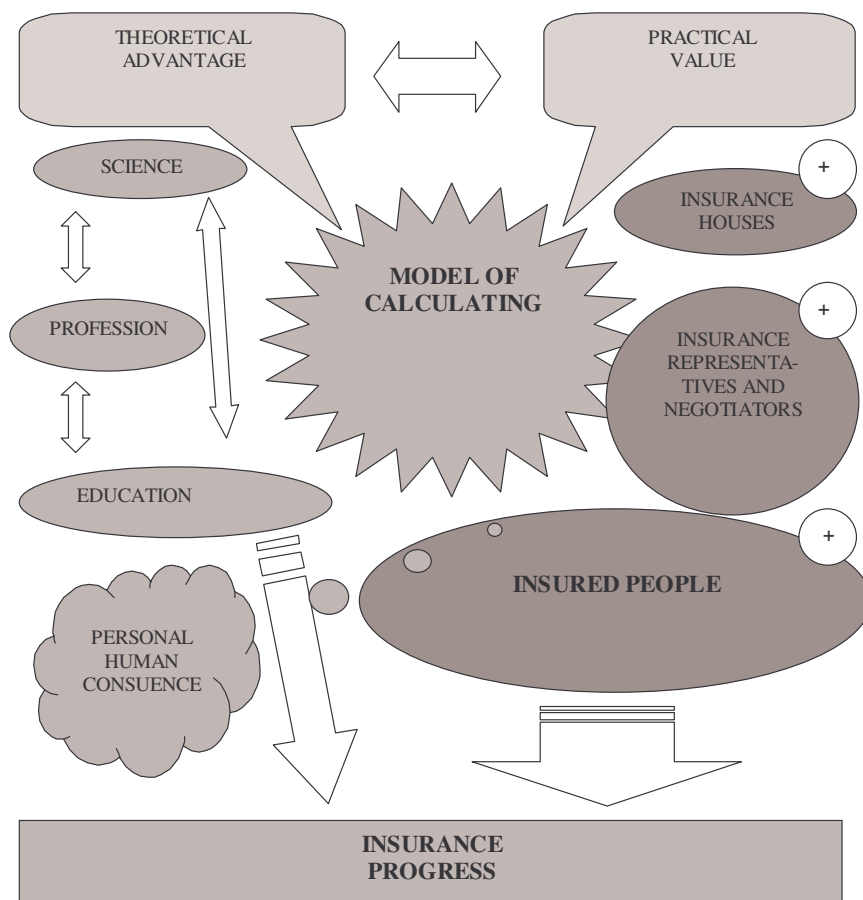 THEORETICAL
ADVANTAGE
PRACTICAL
VALUE
SCIENCE
+
INSURANCE
HOUSES
MODEL OF
CALCULATING
PROFESSION
+
INSURANCE
REPRESENTA-
TIVES AND
NEGOTIATORS
EDUCATION
+
INSURED PEOPLE
PERSONAL
HUMAN
CONSUENCE
INSURANCE
PROGRESS